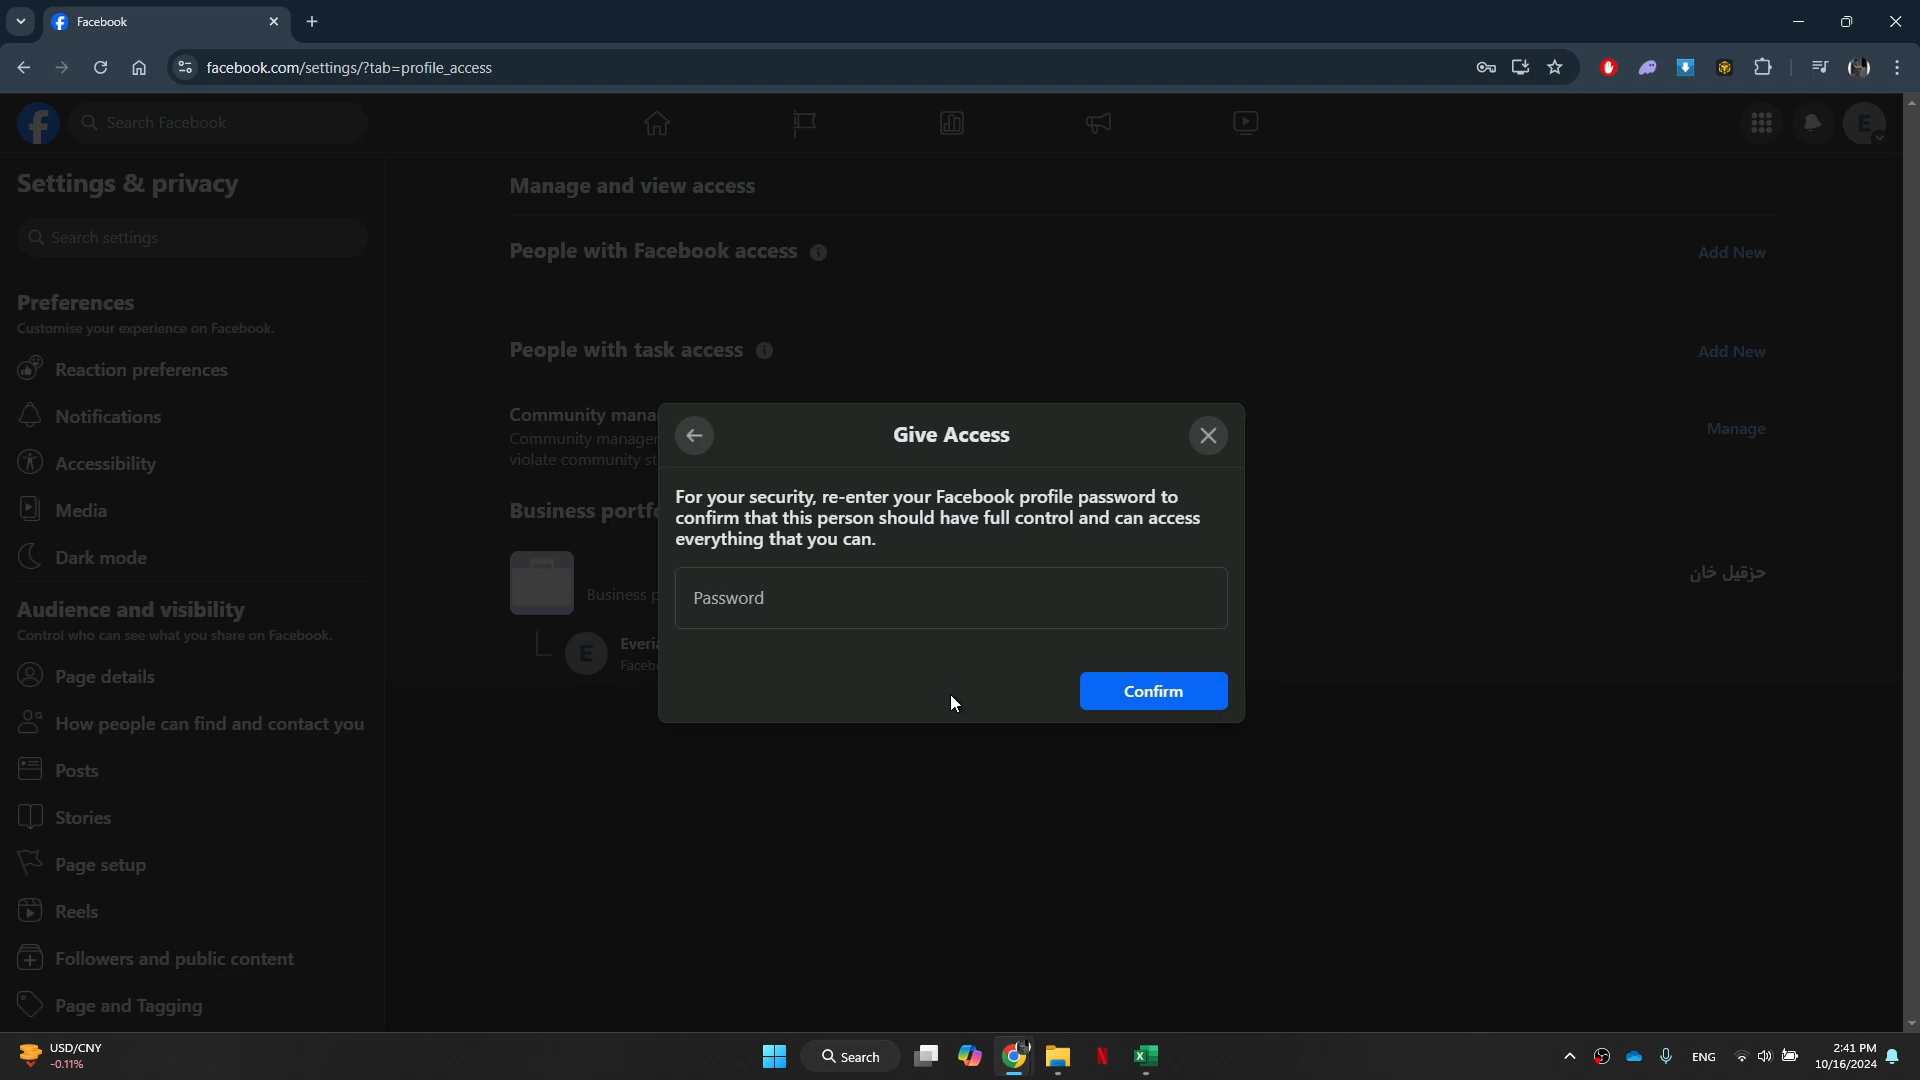 Facebook
facebook.com/settings/?tab=profile_access
Search Facebook
E
Settings & privacy
Search settings
Preferences
Customise your experience on Facebook.
Reaction preferences
Notifications
Accessibility
Media
Dark mode
Audience and visibility
Control who can see what you share on Facebook.
Page details
How people can find and contact you
Posts
Stories
Page setup
Reels
Followers and public content
Page and Tagging
Manage and view access
People with Facebook access
Add New
People with task access
Add New
Community mana
Community manager
violate community st
Manage
Business portfo
Business p
حزقیل خان
E
Everi
Faceb
Give Access
For your security, re-enter your Facebook profile password to
confirm that this person should have full control and can access
everything that you can.
Password
Confirm
USD/CNY
-0.11%
Search
N
ENG
2:41 PM
10/16/2024